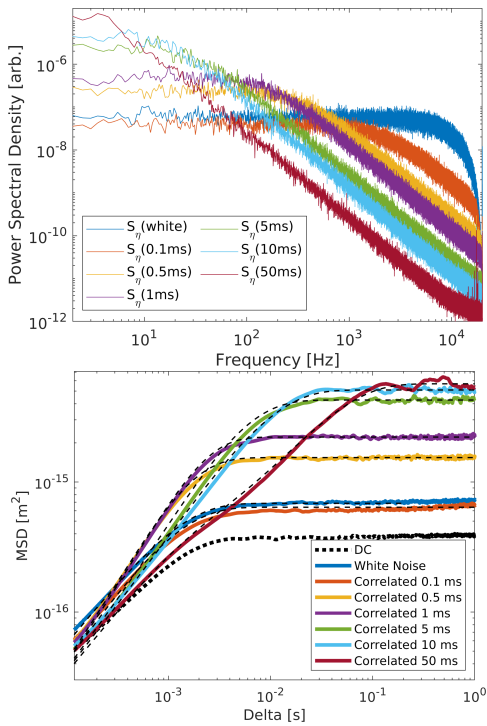 Power Spectral Density [arb.]
10^-6
10^-8
10^-10
10^-12
S_η(white) S_η(5ms)
S_η(0.1ms) S_η(10ms)
S_η(0.5ms) S_η(50ms)
S_η(1ms)
10^1 10^2 10^3 10^4
Frequency [Hz]
MSD [m^2]
10^-15
10^-16
DC
White Noise
Correlated 0.1 ms
Correlated 0.5 ms
Correlated 1 ms
Correlated 5 ms
Correlated 10 ms
Correlated 50 ms
10^-3 10^-2 10^-1 10^0
Delta [s]